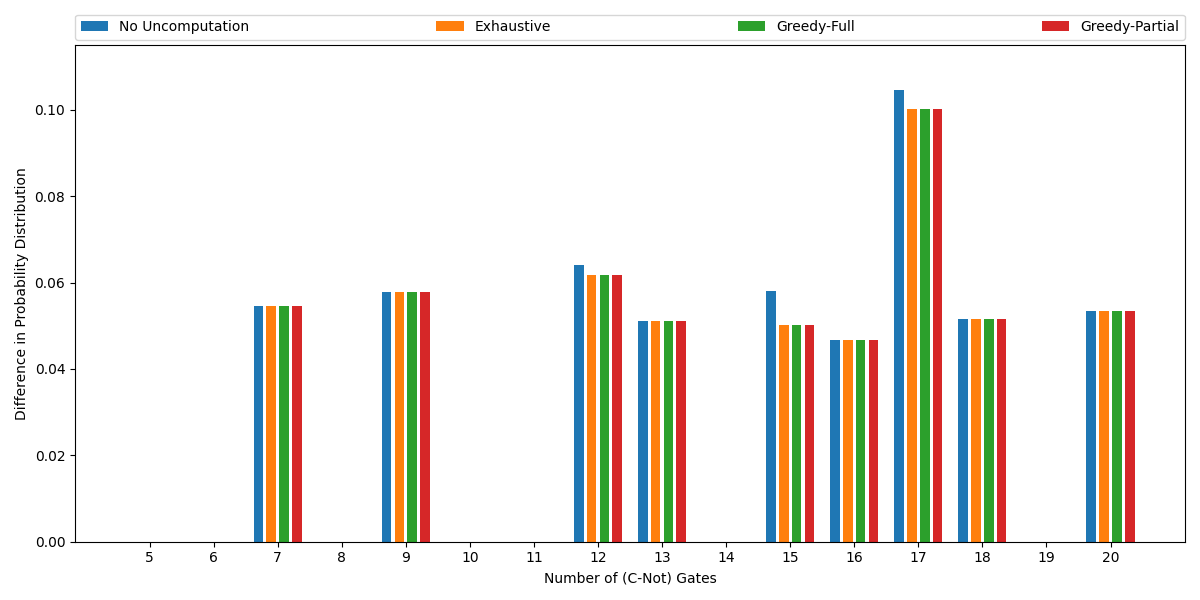 No Uncomputation Exhaustive Greedy-Full Greedy-Partial
0.10
0.08
0.06
0.04
0.02
0.00
Difference in Probability Distribution
5 6 7 8 9 10 11 12 13 14 15 16 17 18 19 20
Number of (C-Not) Gates